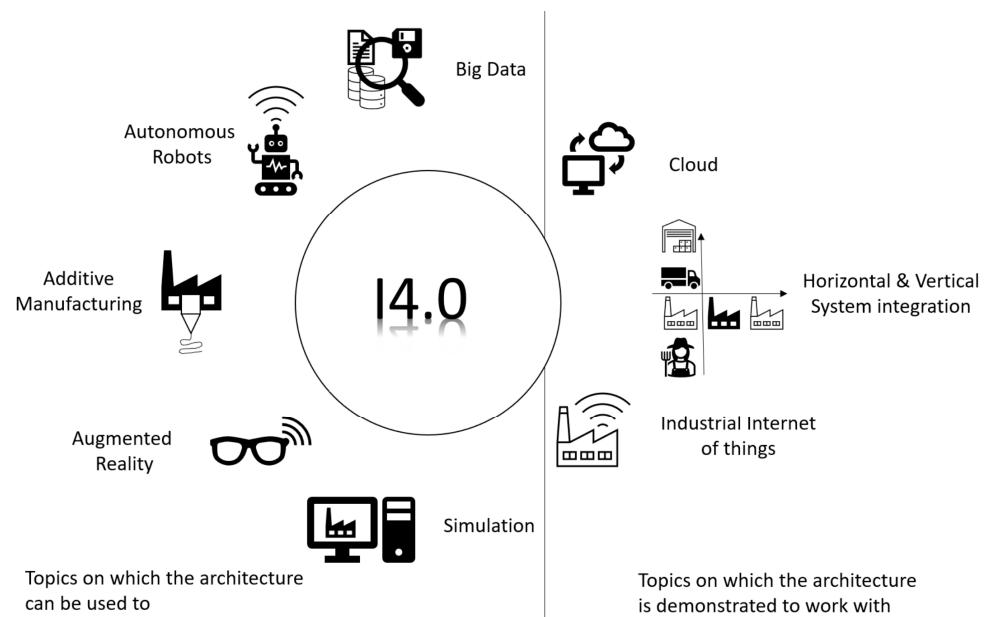 Big Data
Autonomous
Robots
Cloud
Additive
Manufacturing
I4.0
Horizontal & Vertical
System integration
Augmented
Reality
Industrial Internet
of things
Simulation
Topics on which the architecture
can be used to
Topics on which the architecture
is demonstrated to work with